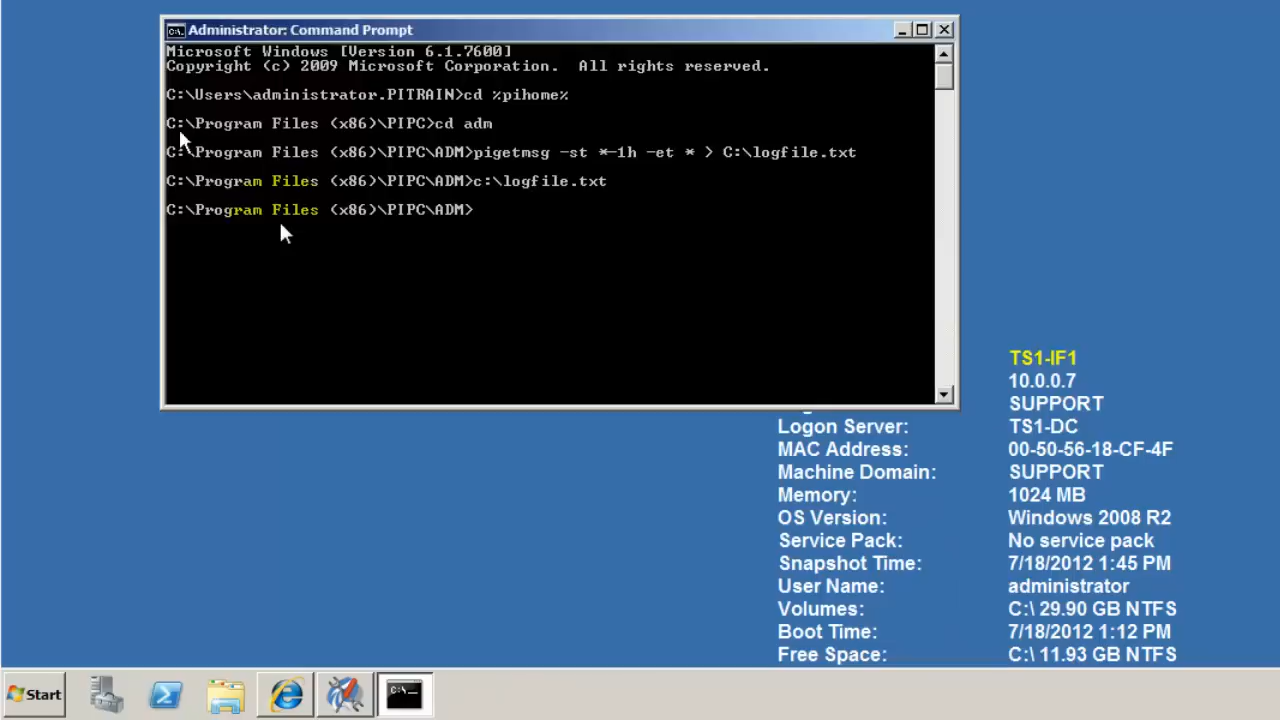 Administrator: Command Prompt
Microsoft Windows [Version 6.1.7600]
Copyright (c) 2009 Microsoft Corporation.  All rights reserved.
C:\Users\administrator.PITRAIN>cd %pihome%
C:\Program Files (x86)\PIPC>cd adm
C:\Program Files (x86)\PIPC\ADM>pigetmsg -st *-1h -et * > C:\logfile.txt
C:\Program Files (x86)\PIPC\ADM>c:\logfile.txt
C:\Program Files (x86)\PIPC\ADM>
TS1-IF1
10.0.0.7
SUPPORT
Logon Server: TS1-DC
MAC Address: 00-50-56-18-CF-4F
Machine Domain: SUPPORT
Memory: 1024 MB
OS Version: Windows 2008 R2
Service Pack: No service pack
Snapshot Time: 7/18/2012 1:45 PM
User Name: administrator
Volumes: C:\ 29.90 GB NTFS
Boot Time: 7/18/2012 1:12 PM
Free Space: C:\ 11.93 GB NTFS
Start